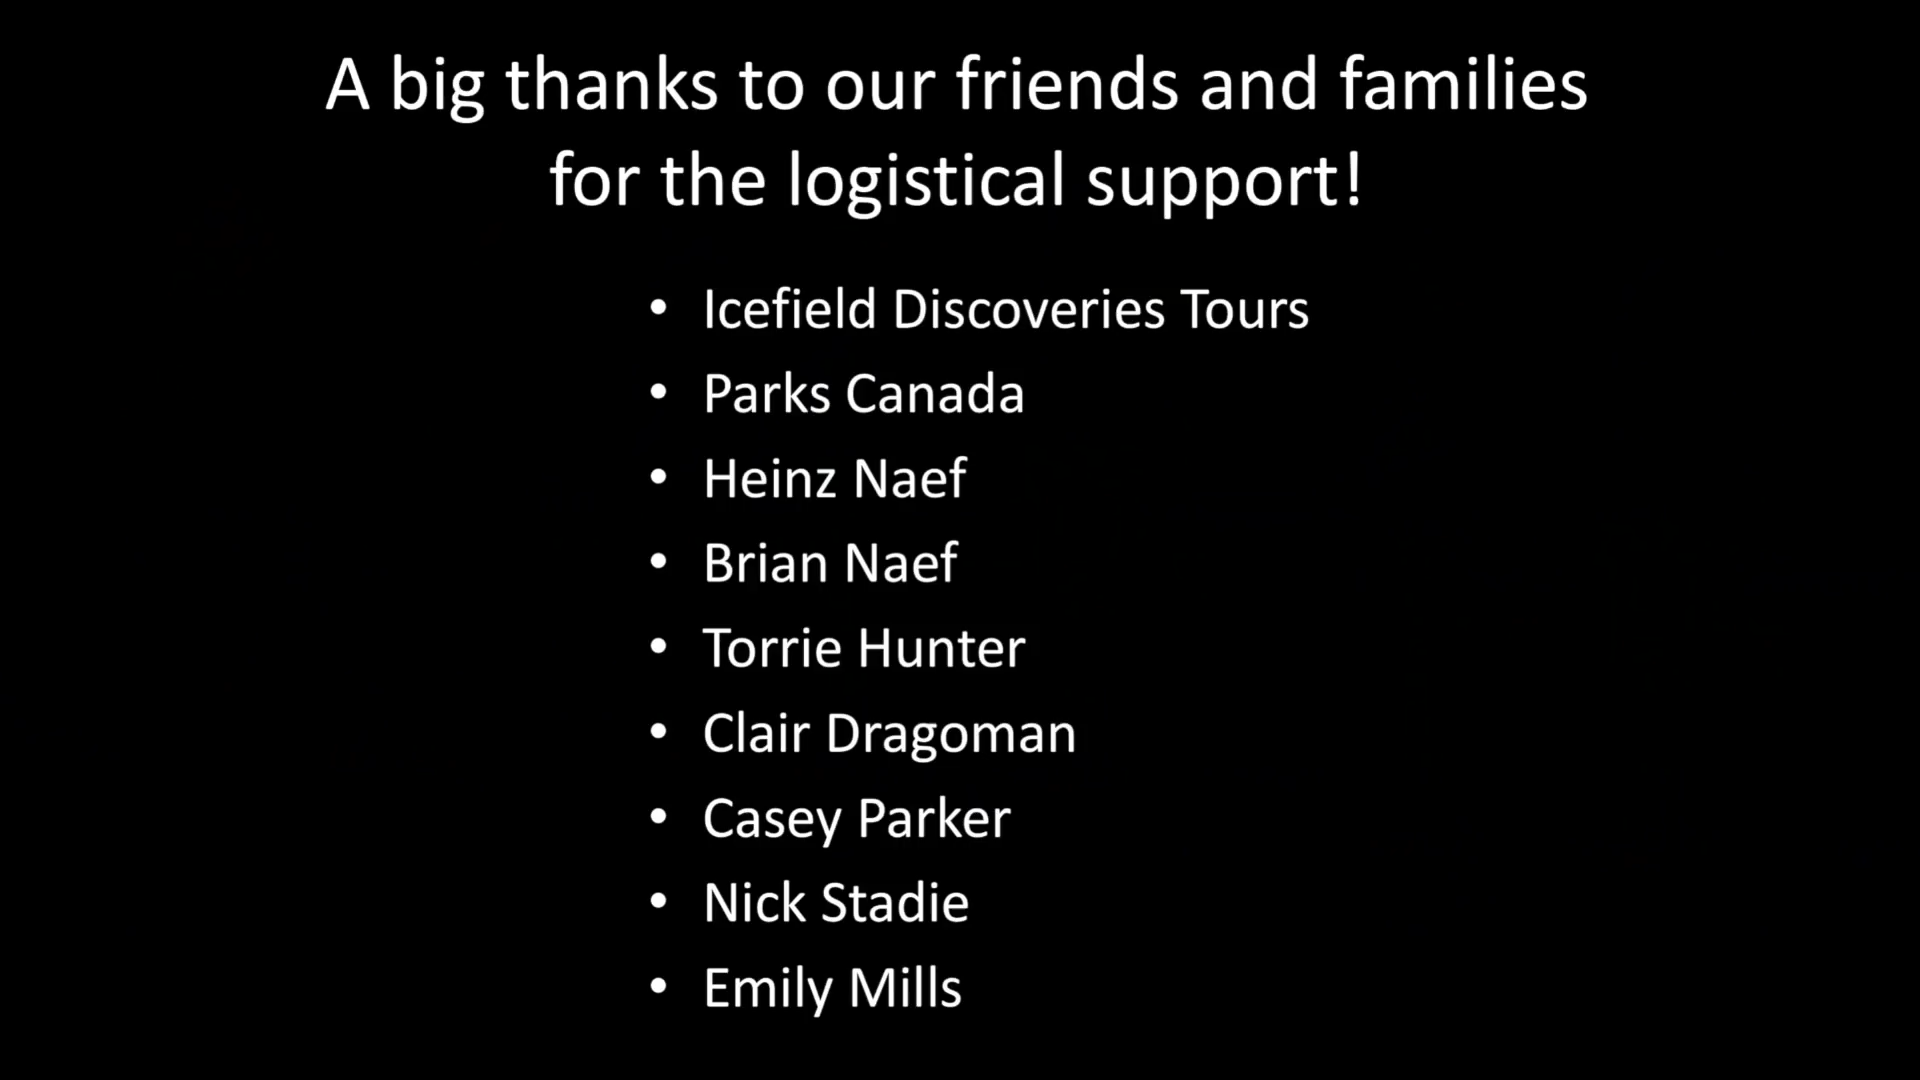 A big thanks to our friends and families
for the logistical support!
• Icefield Discoveries Tours
• Parks Canada
• Heinz Naef
• Brian Naef
• Torrie Hunter
• Clair Dragoman
• Casey Parker
• Nick Stadie
• Emily Mills